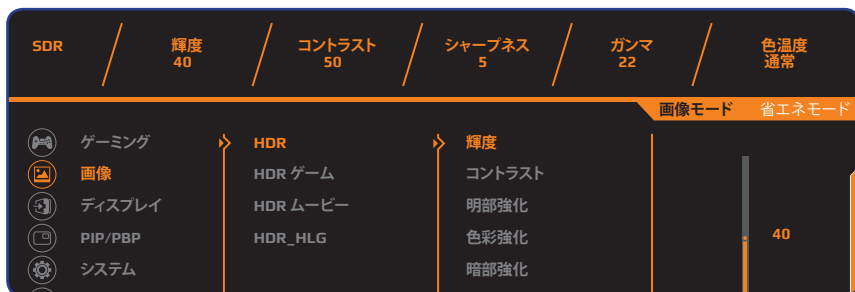 SDR
輝度
40
コントラスト
50
シャープネス
5
ガンマ
22
色温度
通常
画像モード 省エネモード
ゲーミング HDR 輝度
画像 HDR ゲーム コントラスト
ディスプレイ HDR ムービー 明部強化
PIP/PBP HDR_HLG 色彩強化 40
システム 暗部強化